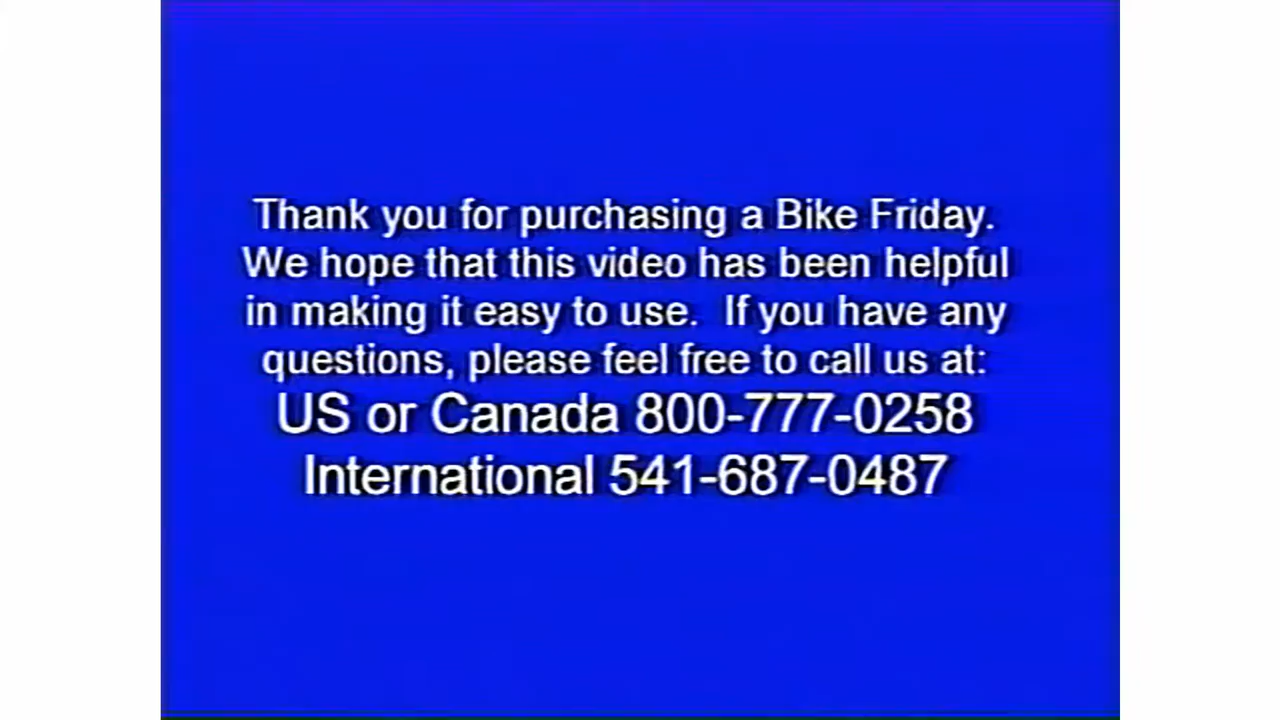 Thank you for purchasing a Bike Friday.
We hope that this video has been helpful
in making it easy to use.  If you have any
questions, please feel free to call us at:
US or Canada 800-777-0258
International 541-687-0487